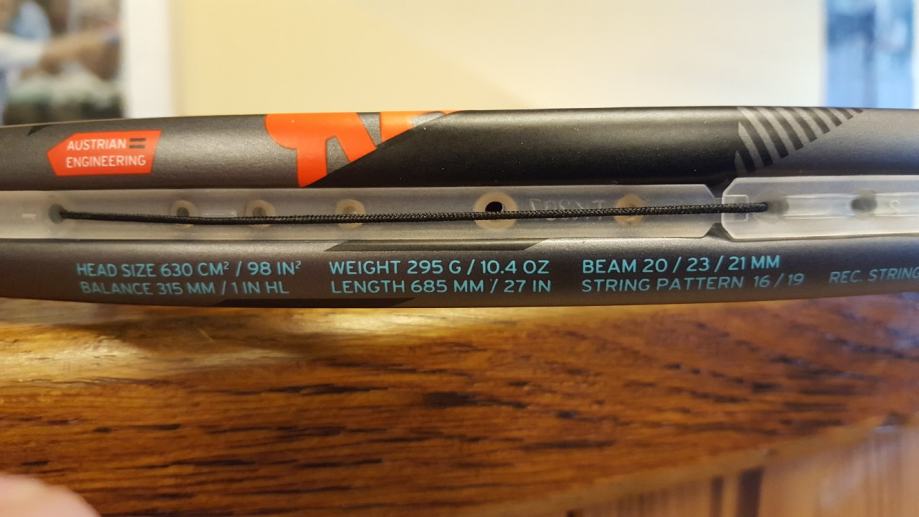 AUSTRIAN
ENGINEERING
HEAD SIZE 630 CM² / 98 IN²
BALANCE 315 MM / 1 IN HL
WEIGHT 295 G / 10.4 OZ
LENGTH 685 MM / 27 IN
BEAM 20 / 23 / 21 MM
STRING PATTERN 16 / 19
REC. STRING